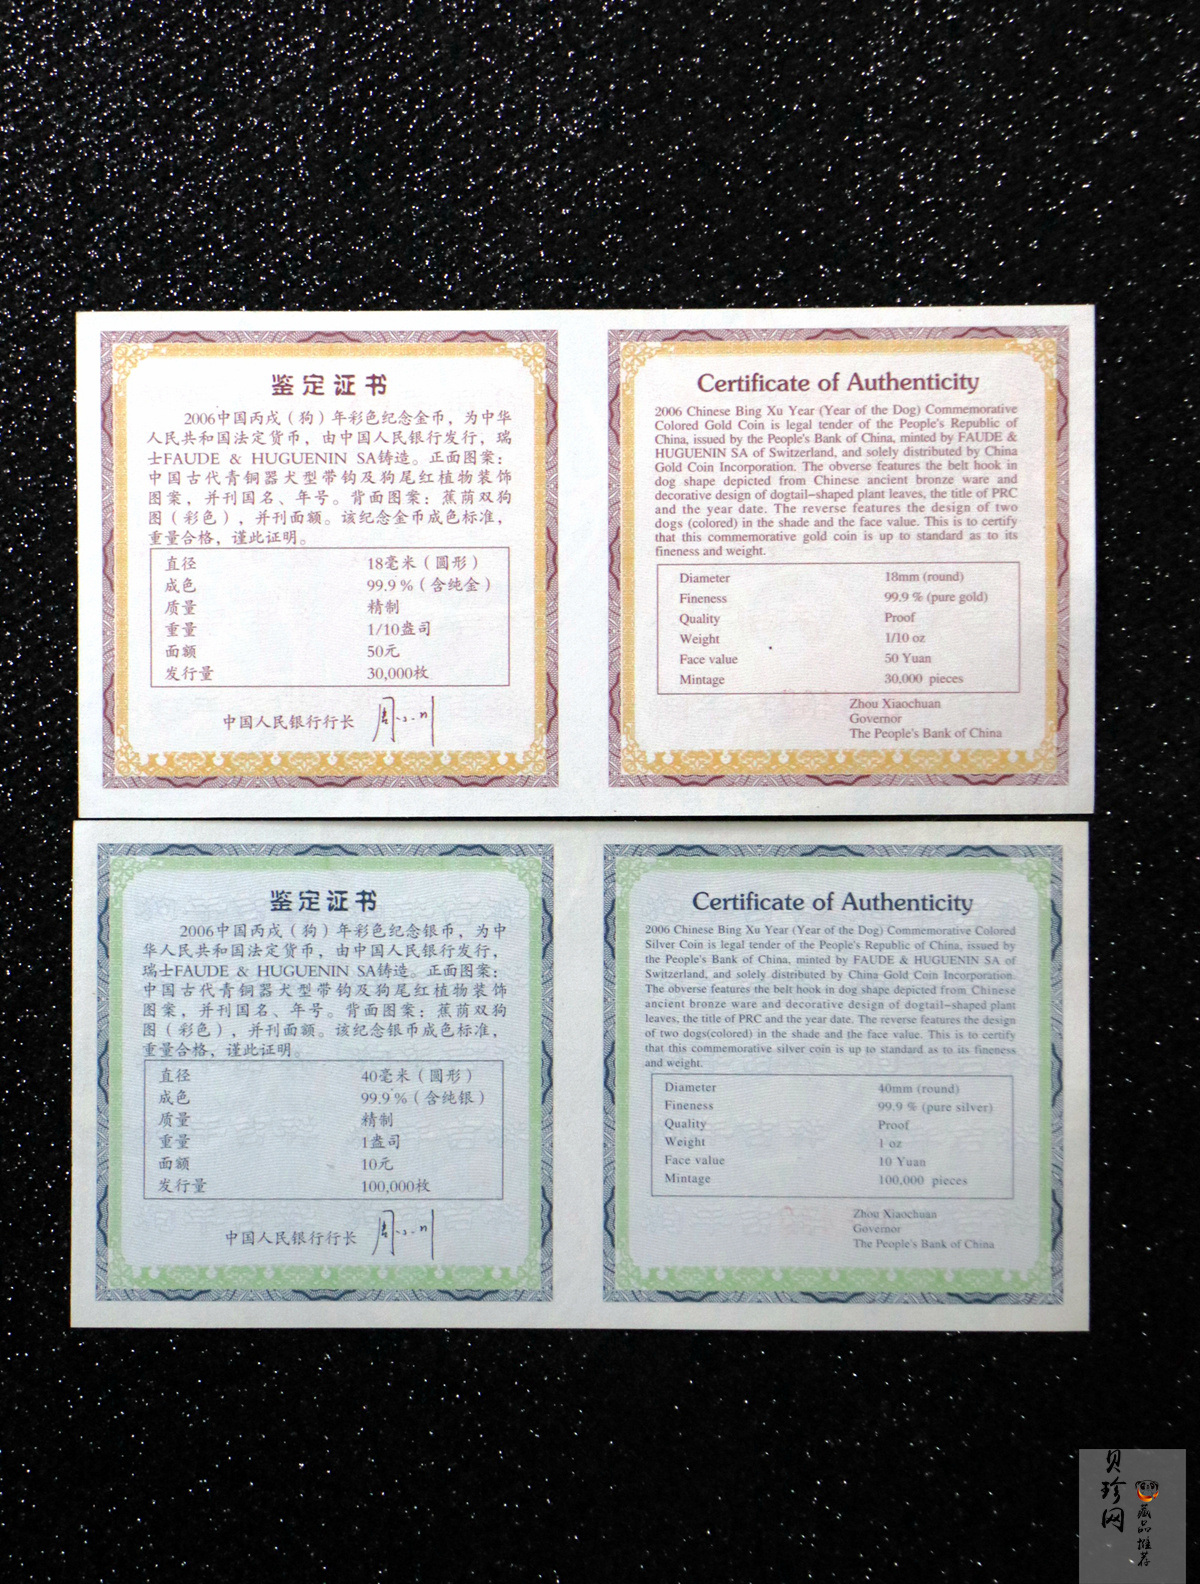 鉴定证书
2006中国丙戌（狗）年彩色纪念金币，为中华
人民共和国法定货币，由中国人民银行发行，瑞
士FAUDE & HUGUENIN SA铸造。正面图案：
中国古代青铜器犬型带钩及狗尾红植物装饰
图案，并刊国名、年号。背面图案：蕉荫双狗
图（彩色），并刊面额。该纪念金币成色标准，
重量合格，谨此证明。
直径 18毫米（圆形）
成色 99.9%（含纯金）
质量 精制
重量 1/10盎司
面额 50元
发行量 30,000枚
中国人民银行行长 周小川
Certificate of Authenticity
2006 Chinese Bing Xu Year (Year of the Dog) Commemorative
Colored Gold Coin is legal tender of the People's Republic of
China, issued by the People's Bank of China, minted by FAUDE &
HUGUENIN SA of Switzerland, and solely distributed by China
Gold Coin Incorporation. The obverse features the belt hook in
dog shape depicted from Chinese ancient bronze ware and
decorative design of dogtail-shaped plant leaves, the title of PRC
and the year date. The reverse features the design of two
dogs (colored) in the shade and the face value. This is to certify
that this commemorative gold coin is up to standard as to its
fineness and weight.
Diameter 18mm (round)
Fineness 99.9 % (pure gold)
Quality Proof
Weight 1/10 oz
Face value 50 Yuan
Mintage 30,000 pieces
Zhou Xiaochuan
Governor
The People's Bank of China
鉴定证书
2006中国丙戌（狗）年彩色纪念银币，为中
华人民共和国法定货币，由中国人民银行发行，
瑞士FAUDE & HUGUENIN SA铸造。正面图案：
中国古代青铜器犬型带钩及狗尾红植物装饰
图案，并刊国名、年号。背面图案：蕉荫双狗
图（彩色），并刊面额。该纪念银币成色标准，
重量合格，谨此证明。
直径 40毫米（圆形）
成色 99.9%（含纯银）
质量 精制
重量 1盎司
面额 10元
发行量 100,000枚
中国人民银行行长 周小川
Certificate of Authenticity
2006 Chinese Bing Xu Year (Year of the Dog) Commemorative Colored
Silver Coin is legal tender of the People's Republic of China, issued by
the People's Bank of China, minted by FAUDE & HUGUENIN SA of
Switzerland, and solely distributed by China Gold Coin Incorporation.
The obverse features the belt hook in dog shape depicted from Chinese
ancient bronze ware and decorative design of dogtail-shaped plant
leaves, the title of PRC and the year date. The reverse features the design
of two dogs(colored) in the shade and the face value. This is to certify
that this commemorative silver coin is up to standard as to its fineness
and weight.
Diameter 40mm (round)
Fineness 99.9 % (pure silver)
Quality Proof
Weight 1 oz
Face value 10 Yuan
Mintage 100,000 pieces
Zhou Xiaochuan
Governor
The People's Bank of China
贝珍网
藏品推荐